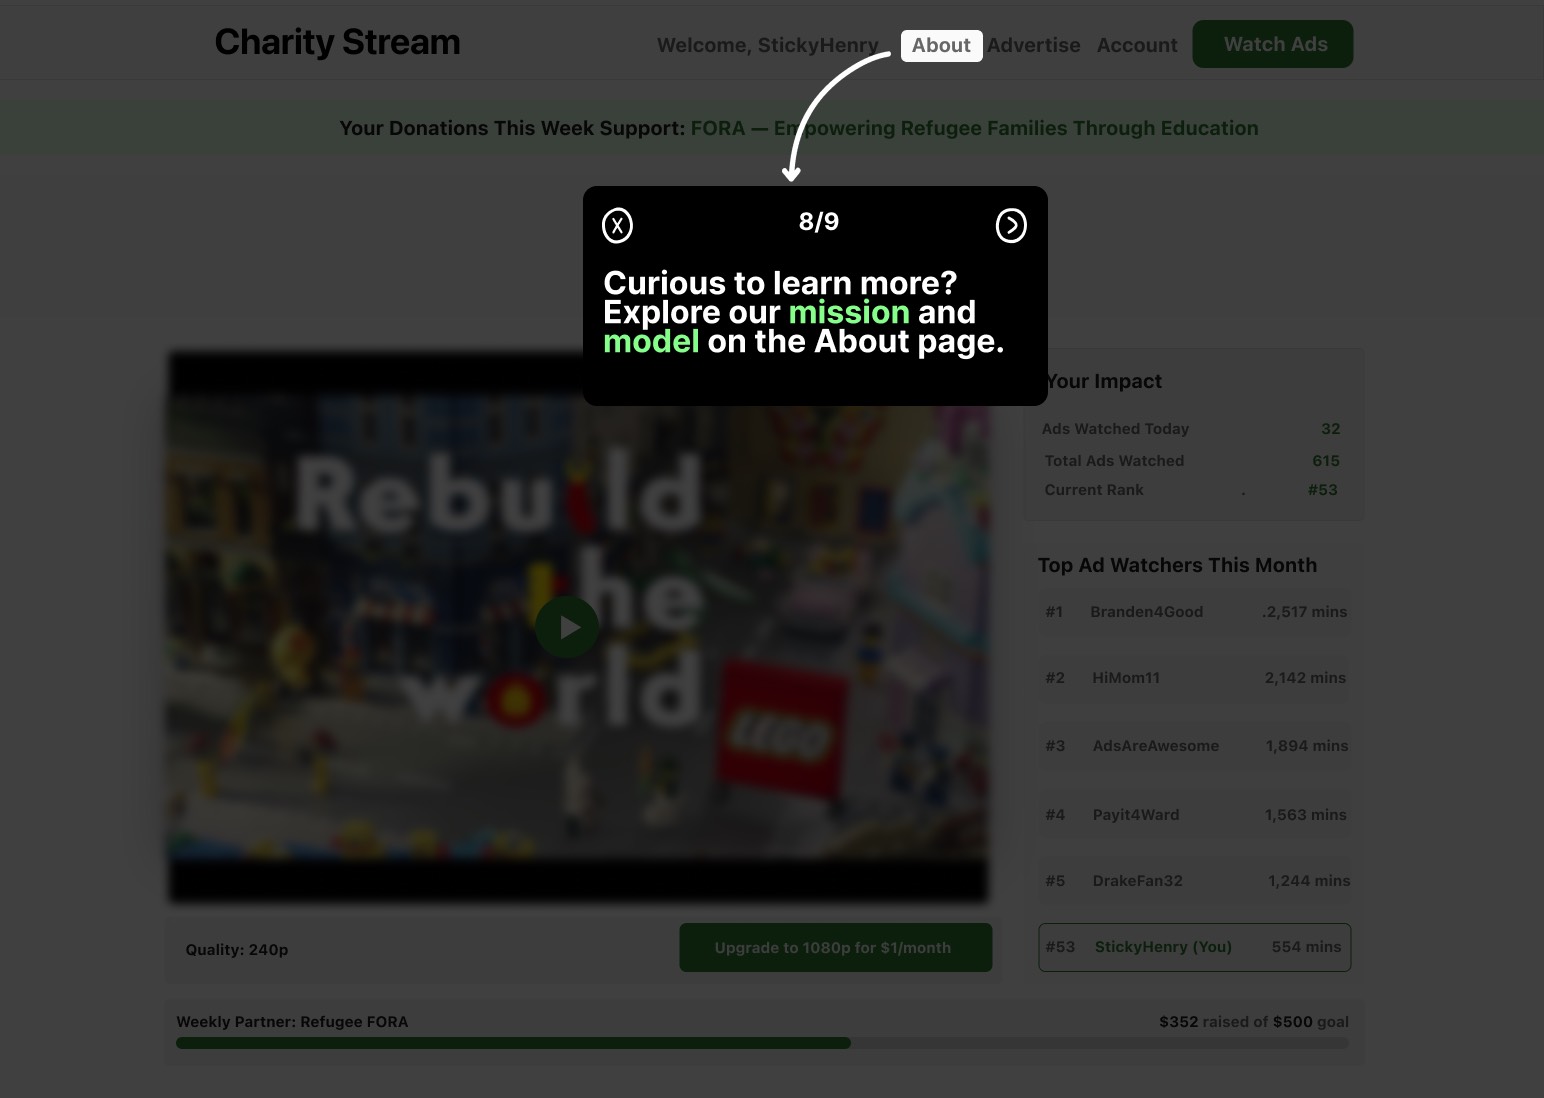 Charity Stream
Welcome, StickyHenry
About
Advertise
Account
Watch Ads
Your Donations This Week Support: FORA — Empowering Refugee Families Through Education
X
8/9
Curious to learn more?
Explore our mission and
model on the About page.
Rebuild
the
world
LEGO
Your Impact
Ads Watched Today 32
Total Ads Watched 615
Current Rank . #53
Top Ad Watchers This Month
#1 Branden4Good .2,517 mins
#2 HiMom11 2,142 mins
#3 AdsAreAwesome 1,894 mins
#4 Payit4Ward 1,563 mins
#5 DrakeFan32 1,244 mins
#53 StickyHenry (You) 554 mins
Quality: 240p
Upgrade to 1080p for $1/month
Weekly Partner: Refugee FORA
$352 raised of $500 goal